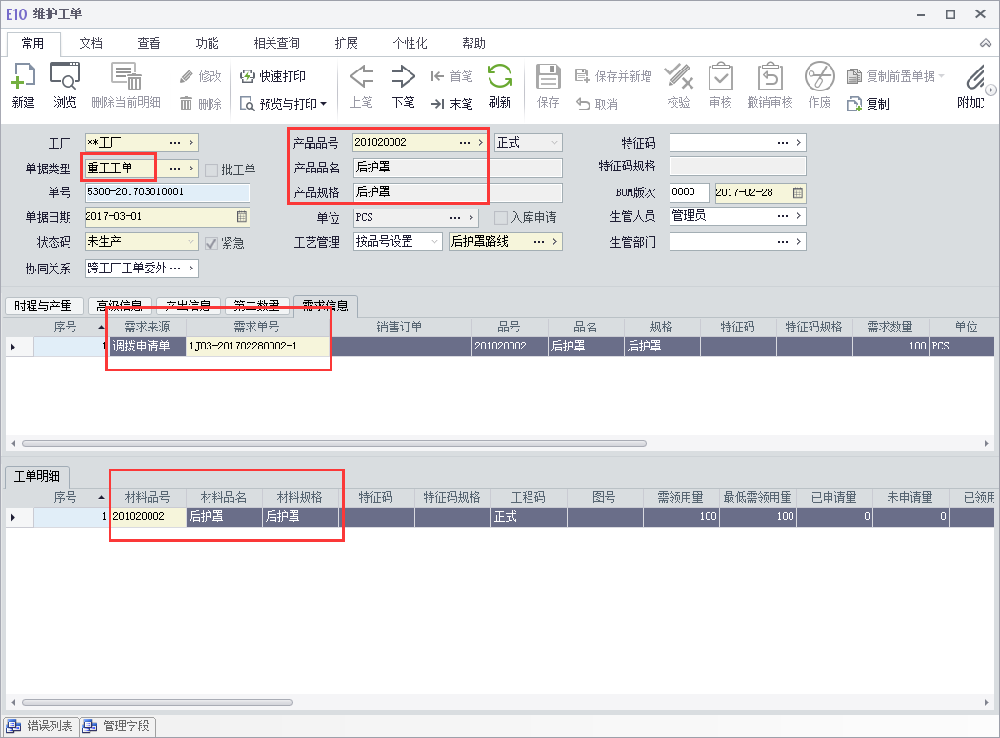 E10 维护工单
常用 文档 查看 功能 相关查询 扩展 个性化 帮助
新建 浏览 删除当前明细 修改 删除 快速打印 预览与打印 上笔 下笔 首笔 末笔 刷新 保存 保存并新增 取消 校验 审核 撤销审核 作废 复制前置单据 复制
工厂 **工厂 ··· 产品品号 201020002 ··· 正式 特征码 ···
单据类型 重工工单 ··· 批工单 产品品名 后护罩 特征码规格
单号 5300-201703010001 产品规格 后护罩 BOM版次 0000 2017-02-28
单据日期 2017-03-01 单位 PCS ··· 入库申请 生管人员 管理员 ···
状态码 未生产 紧急 工艺管理 按品号设置 后护罩路线 ··· 生管部门 ···
协同关系 跨工厂工单委外 ···
时程与产量 高级信息 产出信息 第二数量 需求信息
序号 需求来源 需求单号 销售订单 品号 品名 规格 特征码 特征码规格 需求数量 单位
1 调拨申请单 1J03-201702280002-1 201020002 后护罩 后护罩 100 PCS
工单明细
序号 材料品号 材料品名 材料规格 特征码 特征码规格 工程码 图号 需领用量 最低需领用量 已申请量 未申请量 已领用
1 201020002 后护罩 后护罩 正式 100 100 0 0
错误列表 管理字段